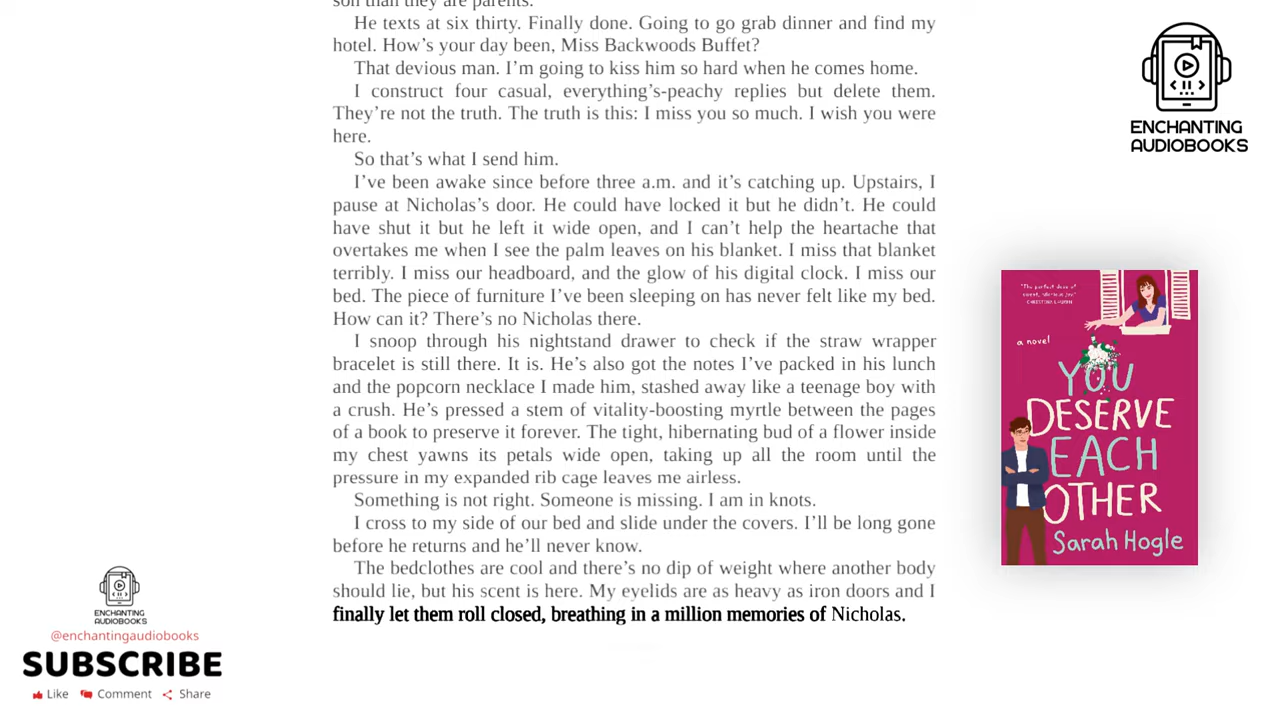 son than they are parents.
He texts at six thirty. Finally done. Going to go grab dinner and find my
hotel. How’s your day been, Miss Backwoods Buffet?
That devious man. I’m going to kiss him so hard when he comes home.
I construct four casual, everything’s-peachy replies but delete them.
They’re not the truth. The truth is this: I miss you so much. I wish you were
here.
So that’s what I send him.
I’ve been awake since before three a.m. and it’s catching up. Upstairs, I
pause at Nicholas’s door. He could have locked it but he didn’t. He could
have shut it but he left it wide open, and I can’t help the heartache that
overtakes me when I see the palm leaves on his blanket. I miss that blanket
terribly. I miss our headboard, and the glow of his digital clock. I miss our
bed. The piece of furniture I’ve been sleeping on has never felt like my bed.
How can it? There’s no Nicholas there.
I snoop through his nightstand drawer to check if the straw wrapper
bracelet is still there. It is. He’s also got the notes I’ve packed in his lunch
and the popcorn necklace I made him, stashed away like a teenage boy with
a crush. He’s pressed a stem of vitality-boosting myrtle between the pages
of a book to preserve it forever. The tight, hibernating bud of a flower inside
my chest yawns its petals wide open, taking up all the room until the
pressure in my expanded rib cage leaves me airless.
Something is not right. Someone is missing. I am in knots.
I cross to my side of our bed and slide under the covers. I’ll be long gone
before he returns and he’ll never know.
The bedclothes are cool and there’s no dip of weight where another body
should lie, but his scent is here. My eyelids are as heavy as iron doors and I
finally let them roll closed, breathing in a million memories of Nicholas.
ENCHANTING
AUDIOBOOKS
"The perfect dose of
CHRISTINA LAUREN
a novel
YOU
DESERVE
EACH
OTHER
Sarah Hogle
ENCHANTING
AUDIOBOOKS
@enchantingaudiobooks
SUBSCRIBE
Like Comment Share